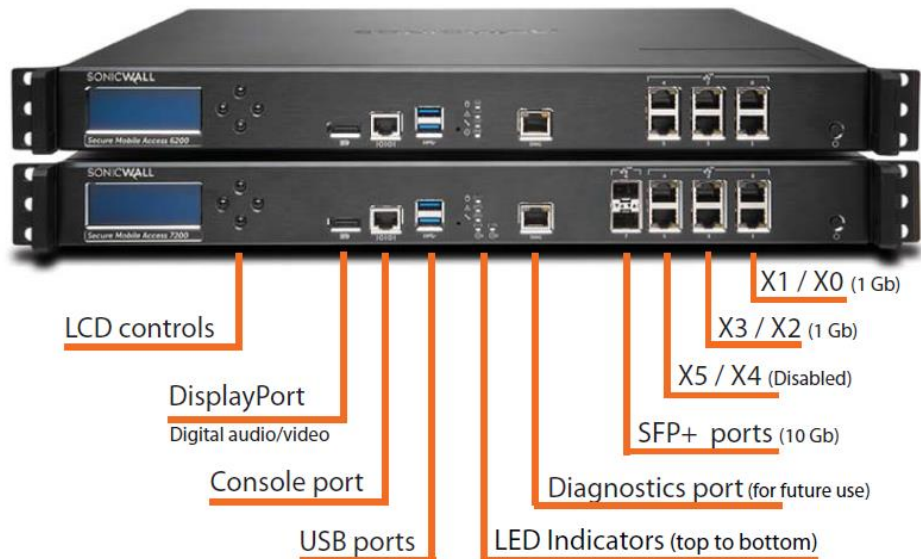 SONICWALL
Secure Mobile Access 6200
SONICWALL
Secure Mobile Access 7200
X1 / X0 (1 Gb)
LCD controls
X3 / X2 (1 Gb)
X5 / X4 (Disabled)
DisplayPort
Digital audio/video
SFP+ ports (10 Gb)
Console port
Diagnostics port (for future use)
USB ports
LED Indicators (top to bottom)